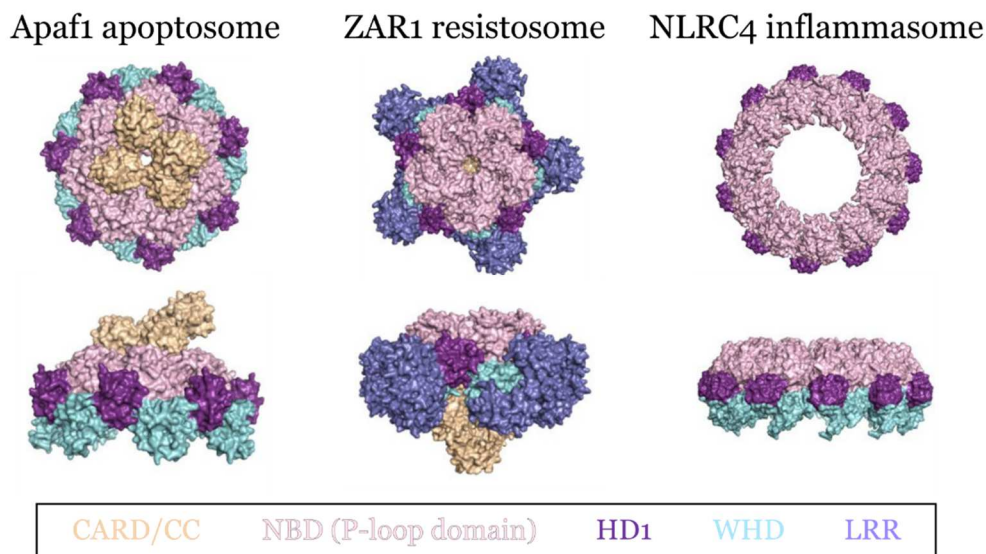 Apaf1 apoptosome ZAR1 resistosome NLRC4 inflammasome
CARD/CC NBD (P-loop domain) HD1 WHD LRR